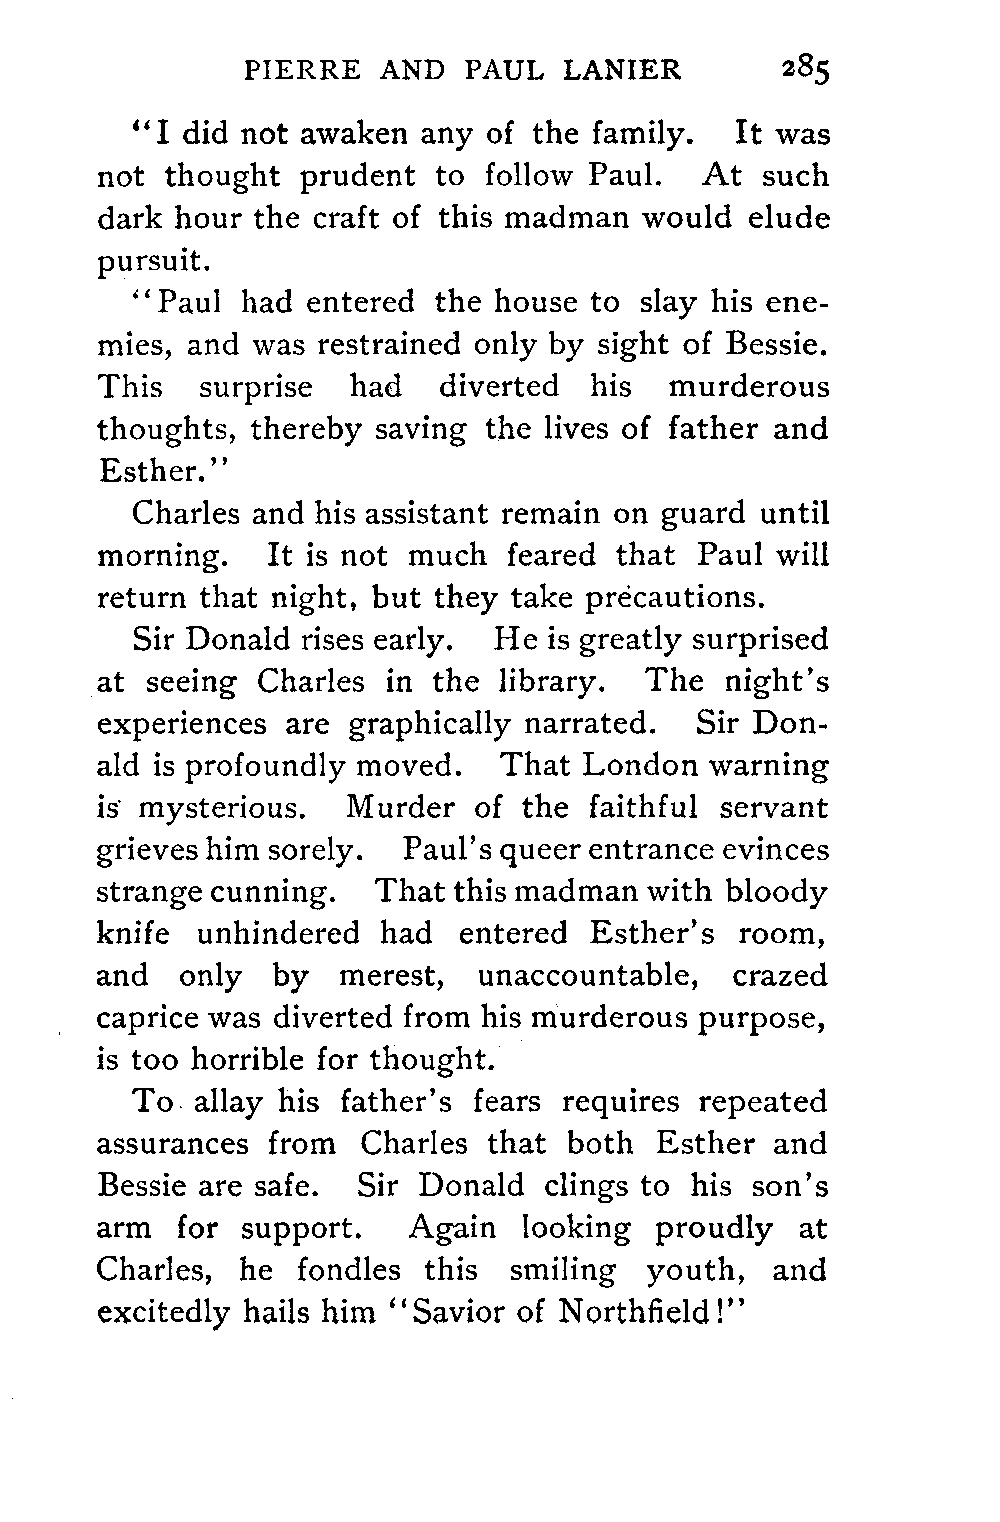 PIERRE AND PAUL LANIER 285
"I did not awaken any of the family. It was
not thought prudent to follow Paul. At such
dark hour the craft of this madman would elude
pursuit.
"Paul had entered the house to slay his ene-
mies, and was restrained only by sight of Bessie.
This surprise had diverted his murderous
thoughts, thereby saving the lives of father and
Esther."
Charles and his assistant remain on guard until
morning. It is not much feared that Paul will
return that night, but they take precautions.
Sir Donald rises early. He is greatly surprised
at seeing Charles in the library. The night's
experiences are graphically narrated. Sir Don-
ald is profoundly moved. That London warning
is mysterious. Murder of the faithful servant
grieves him sorely. Paul's queer entrance evinces
strange cunning. That this madman with bloody
knife unhindered had entered Esther's room,
and only by merest, unaccountable, crazed
caprice was diverted from his murderous purpose,
is too horrible for thought.
To allay his father's fears requires repeated
assurances from Charles that both Esther and
Bessie are safe. Sir Donald clings to his son's
arm for support. Again looking proudly at
Charles, he fondles this smiling youth, and
excitedly hails him "Savior of Northfield!"